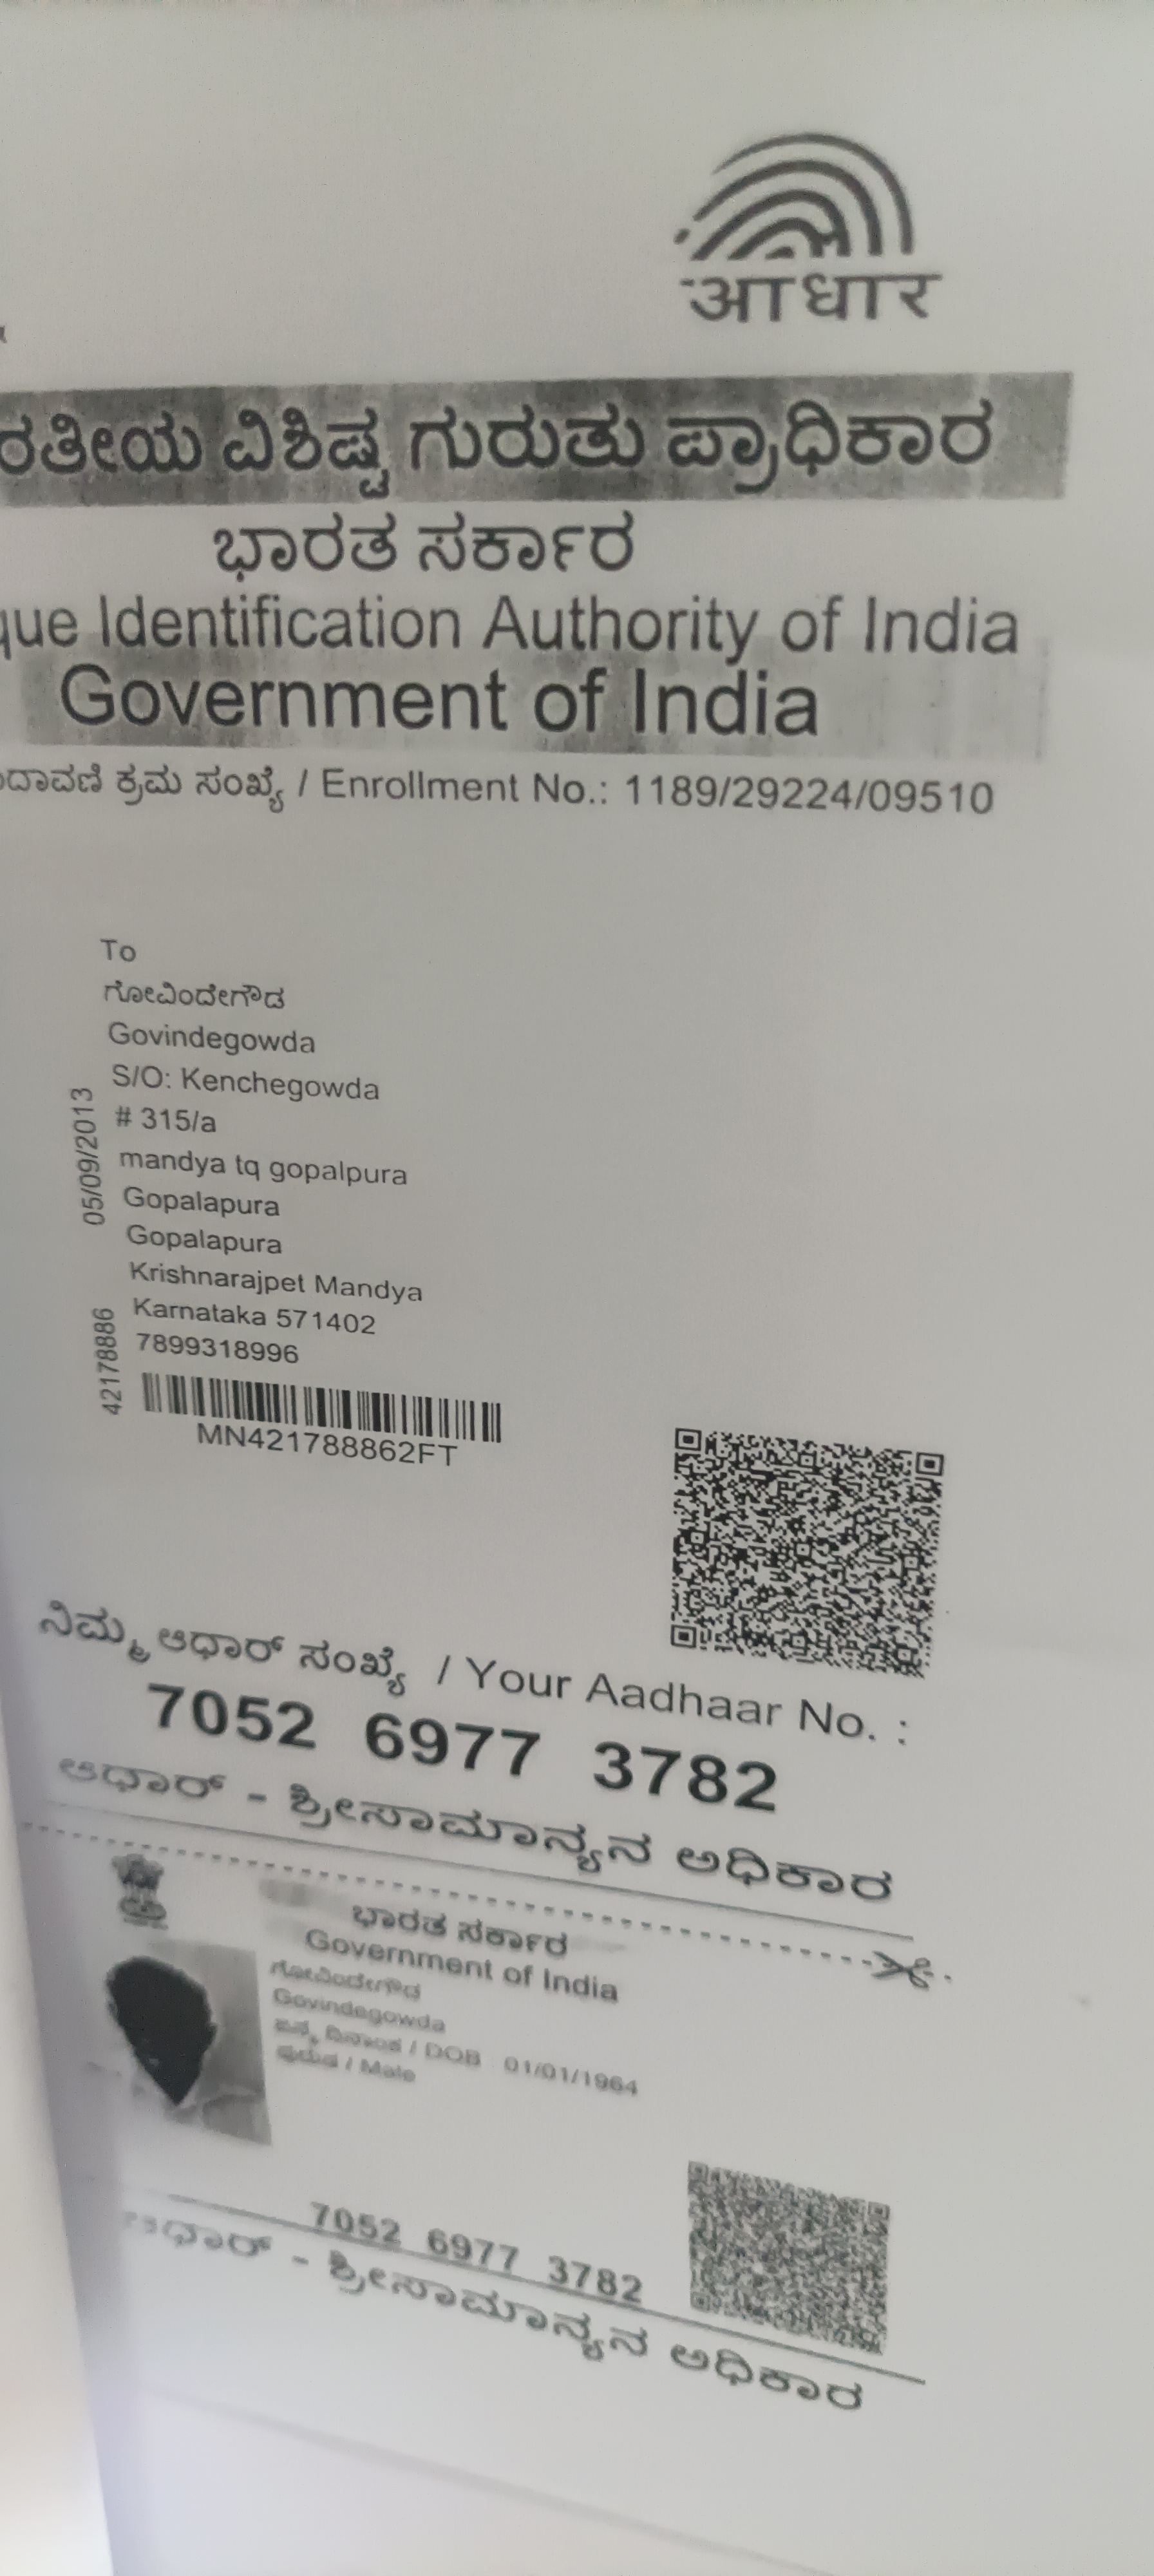 आधार
ರತೀಯ ವಿಶಿಷ್ಟ ಗುರುತು ಪ್ರಾಧಿಕಾರ
ಭಾರತ ಸರ್ಕಾರ
que Identification Authority of India
Government of India
ದಾವಣಿ ಕ್ರಮ ಸಂಖ್ಯೆ / Enrollment No.: 1189/29224/09510
To
ಗೋವಿಂದೇಗೌಡ
Govindegowda
S/O: Kenchegowda
# 315/a
mandya tq gopalpura
Gopalapura
Gopalapura
Krishnarajpet Mandya
Karnataka 571402
7899318996
05/09/2013
42178886
MN421788862FT
ನಿಮ್ಮ ಆಧಾರ್ ಸಂಖ್ಯೆ / Your Aadhaar No. :
7052 6977 3782
ಆಧಾರ್ - ಶ್ರೀಸಾಮಾನ್ಯನ ಅಧಿಕಾರ
ಭಾರತ ಸರ್ಕಾರ
Government of India
ಗೋವಿಂದೇಗೌಡ
Govindegowda
ಜನ್ಮ ದಿನಾಂಕ / DOB : 01/01/1964
ಪುರುಷ / Male
7052 6977 3782
ಆಧಾರ್ - ಶ್ರೀಸಾಮಾನ್ಯನ ಅಧಿಕಾರ